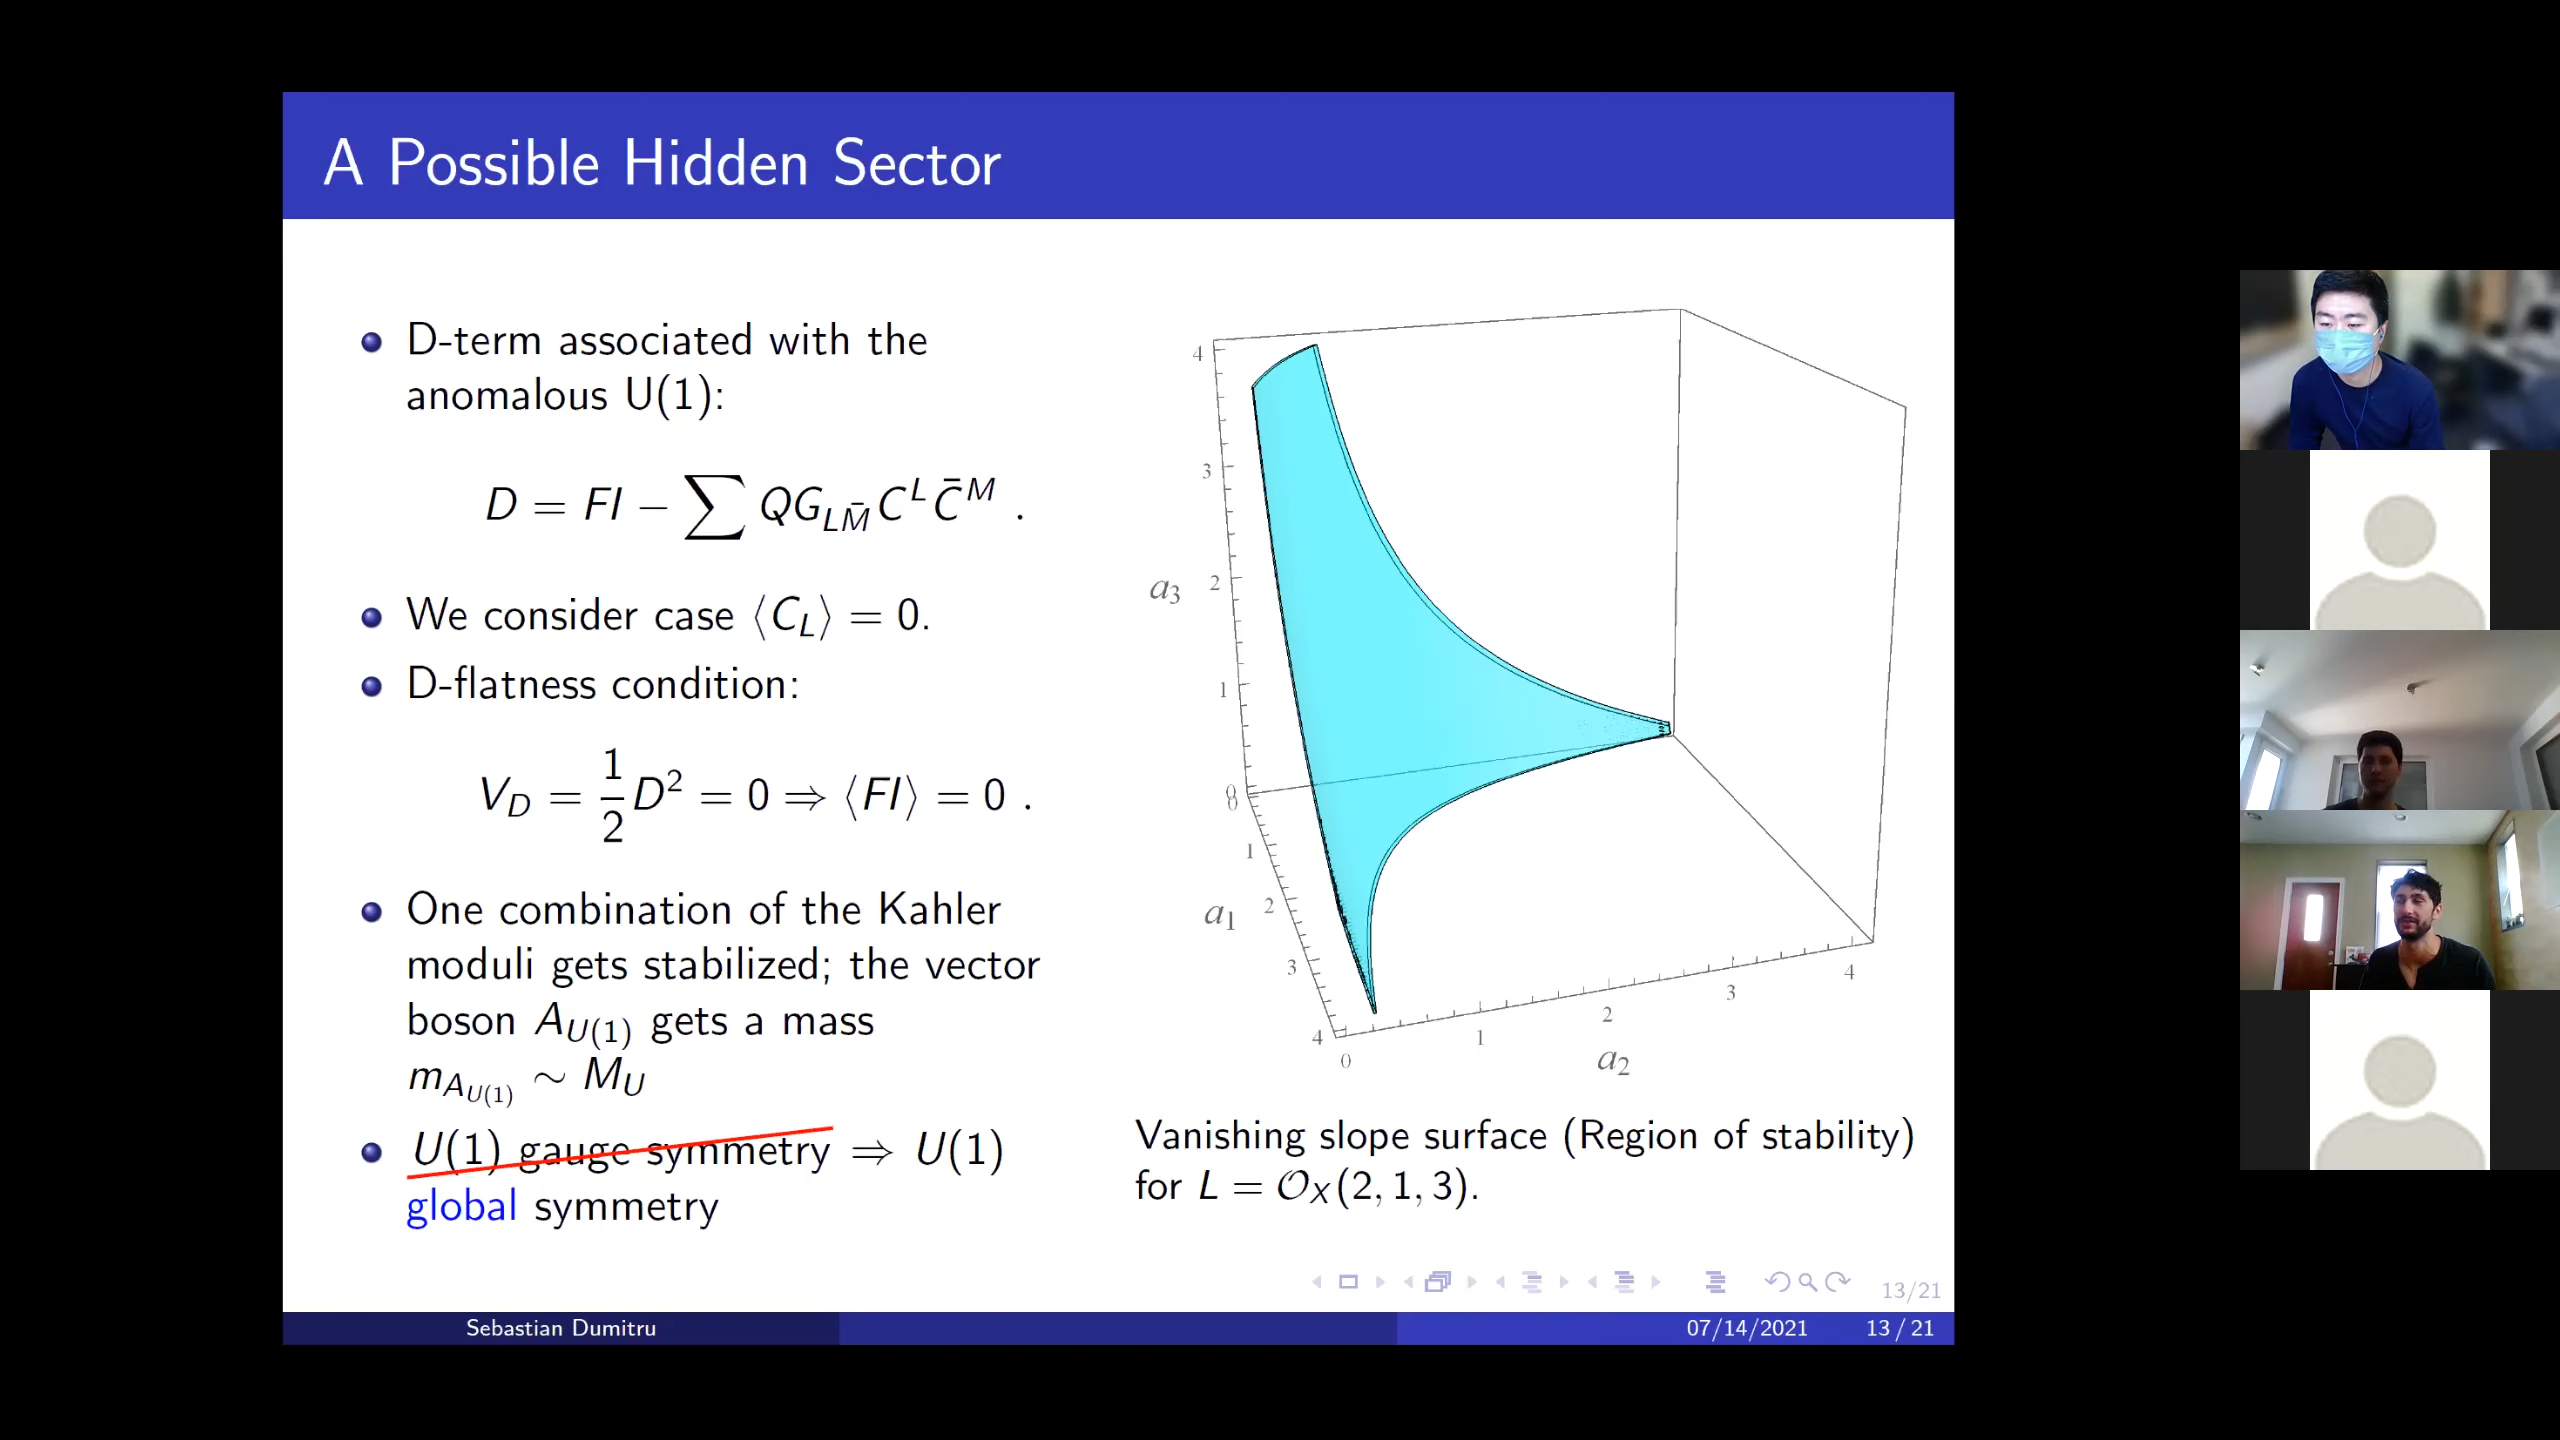 A Possible Hidden Sector
D-term associated with the
anomalous U(1):
D = FI − ∑ QG_{LM̄} C^L C̄^M .
We consider case ⟨C_L⟩ = 0.
D-flatness condition:
V_D = 1/2 D² = 0 ⇒ ⟨FI⟩ = 0 .
One combination of the Kahler
moduli gets stabilized; the vector
boson A_{U(1)} gets a mass
m_{A_{U(1)}} ∼ M_U
U(1) gauge symmetry ⇒ U(1)
global symmetry
4
3
a₃ 2
1
0
0
1
a₁ 2
3
4
0
1
2
3
4
a₂
Vanishing slope surface (Region of stability)
for L = 𝒪_X(2, 1, 3).
13/21
Sebastian Dumitru
07/14/2021 13 / 21